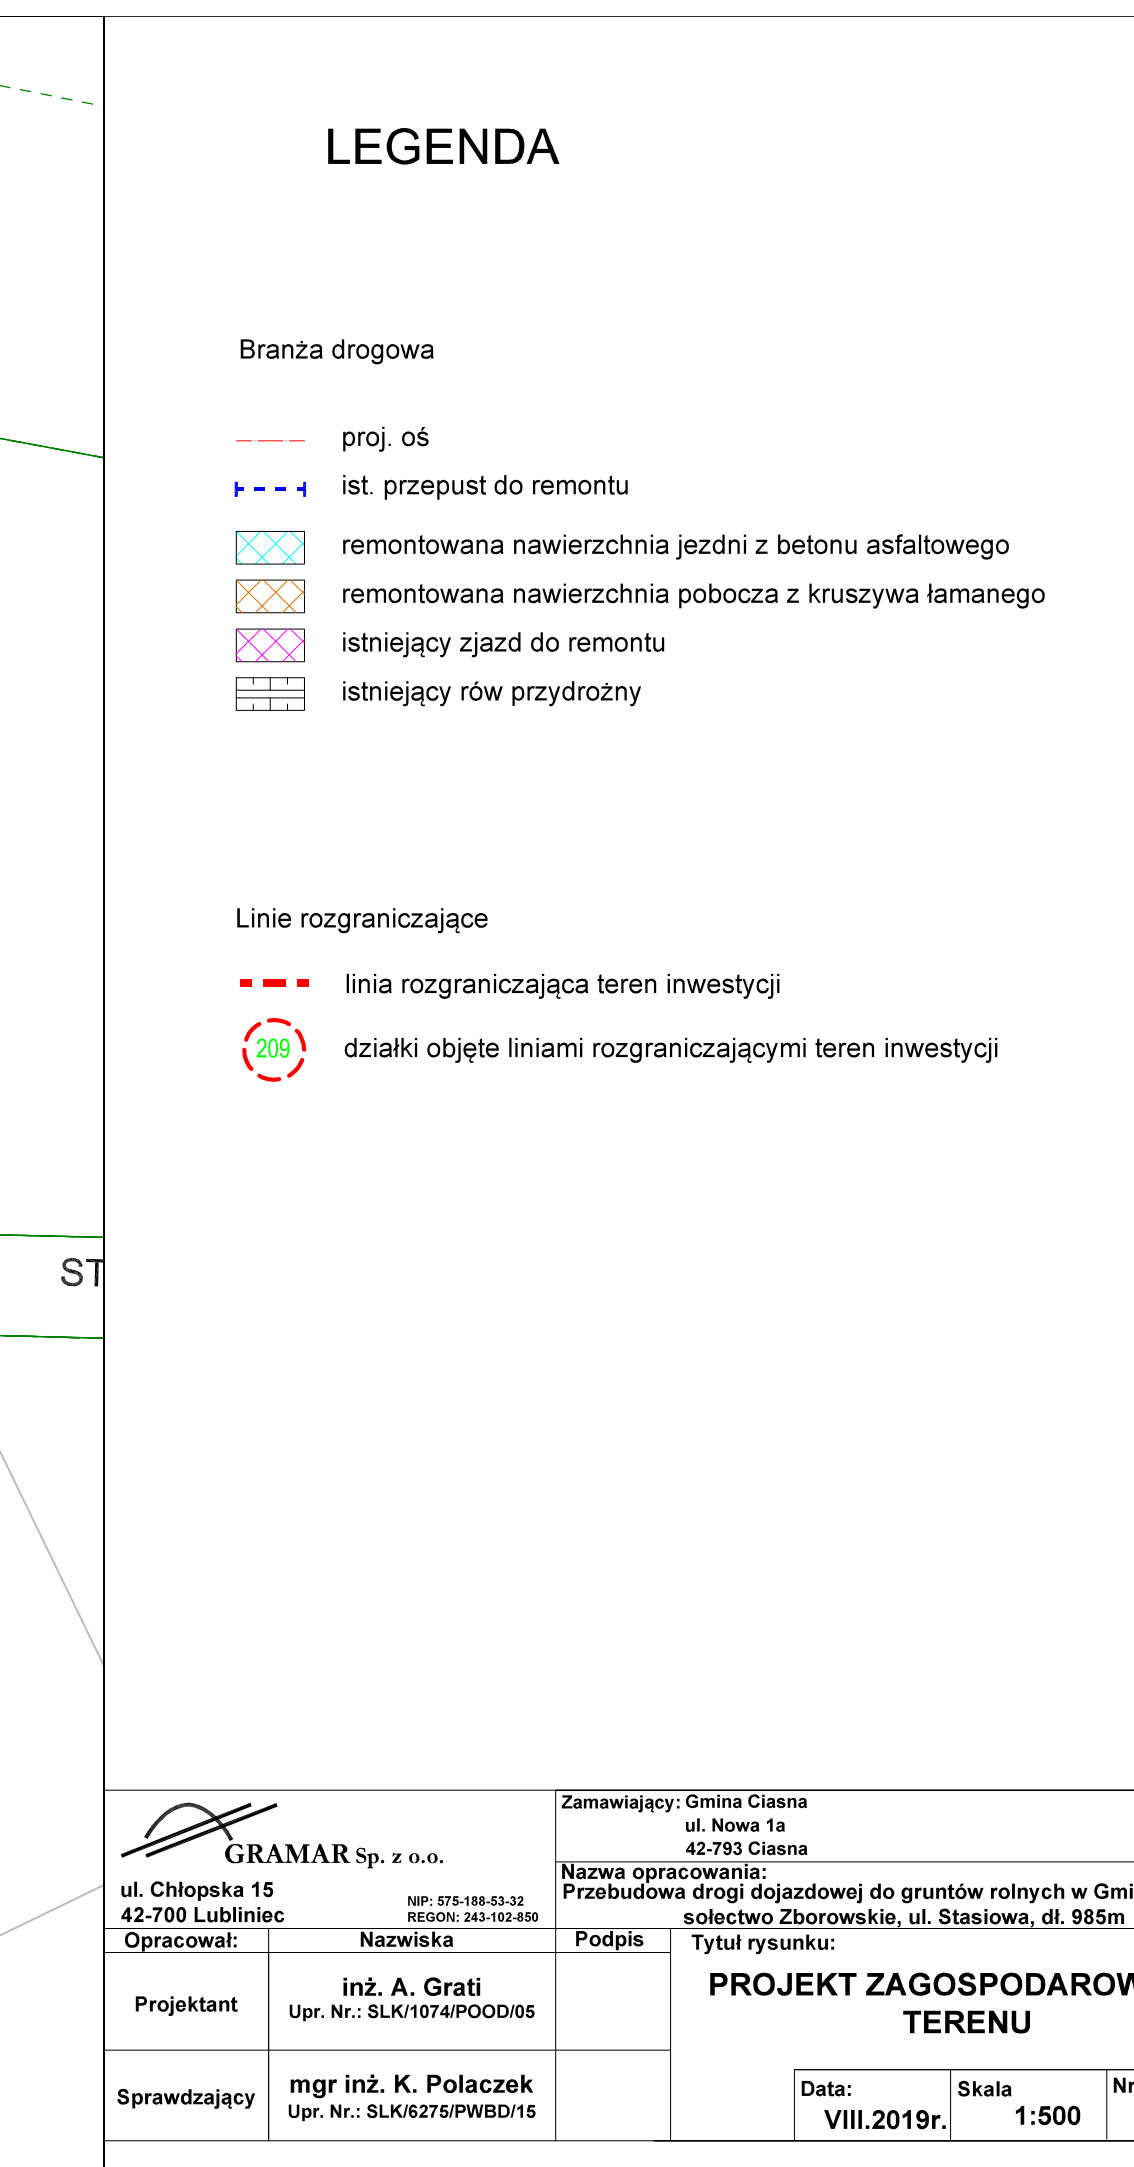 LEGENDA
Branża drogowa
proj. oś
ist. przepust do remontu
remontowana nawierzchnia jezdni z betonu asfaltowego
remontowana nawierzchnia pobocza z kruszywa łamanego
istniejący zjazd do remontu
istniejący rów przydrożny
Linie rozgraniczające
linia rozgraniczająca teren inwestycji
209
działki objęte liniami rozgraniczającymi teren inwestycji
ST
GRAMAR Sp. z o.o.
ul. Chłopska 15
42-700 Lubliniec
NIP: 575-188-53-32
REGON: 243-102-850
Zamawiający: Gmina Ciasna
ul. Nowa 1a
42-793 Ciasna
Nazwa opracowania:
Przebudowa drogi dojazdowej do gruntów rolnych w Gmi
sołectwo Zborowskie, ul. Stasiowa, dł. 985m
Opracował: Nazwiska Podpis
Projektant
inż. A. Grati
Upr. Nr.: SLK/1074/POOD/05
Sprawdzający
mgr inż. K. Polaczek
Upr. Nr.: SLK/6275/PWBD/15
Tytuł rysunku:
PROJEKT ZAGOSPODAROW
TERENU
Data:
VIII.2019r.
Skala
1:500
Nr